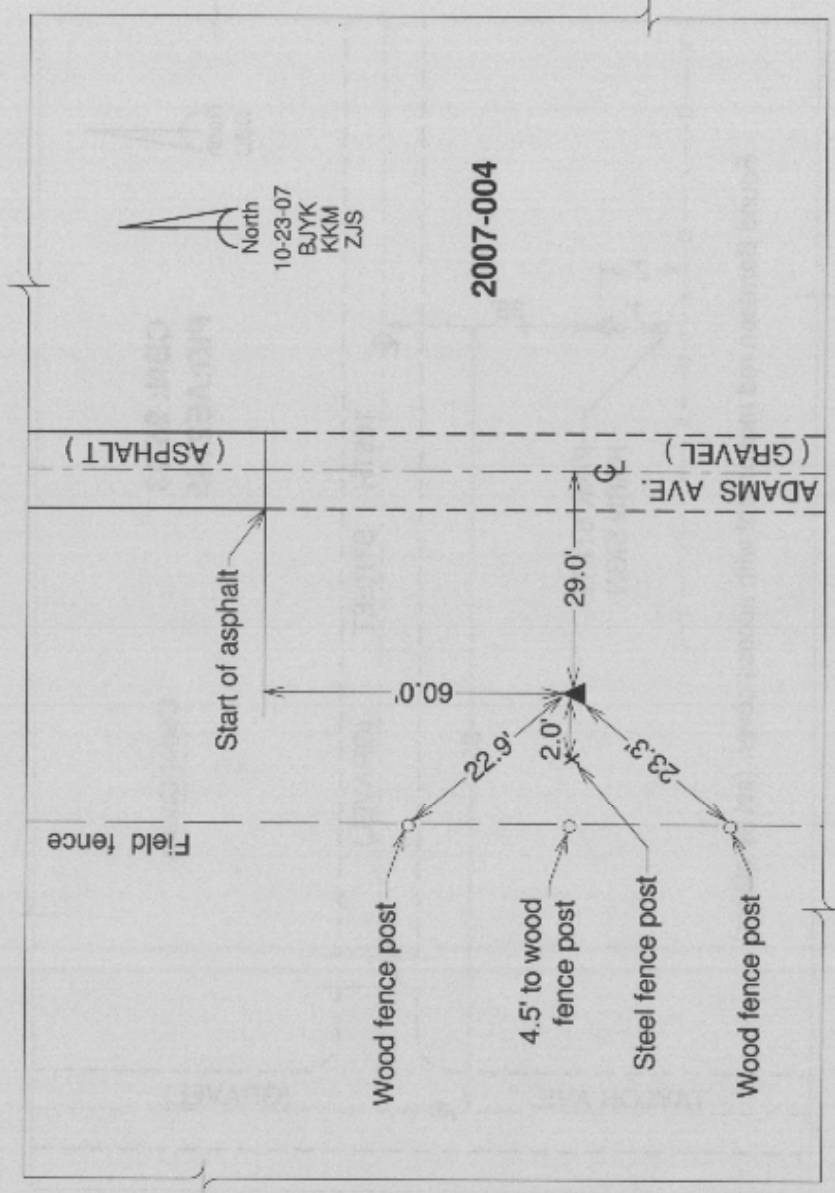 North
10-23-07
BJYK
KKM
ZJS
2007-004
(ASPHALT)
(GRAVEL)
ADAMS AVE.
℄
Start of asphalt
29.0'
60.0'
22.9'
2.0'
23.3'
Field fence
Wood fence post
4.5' to wood
fence post
Steel fence post
Wood fence post